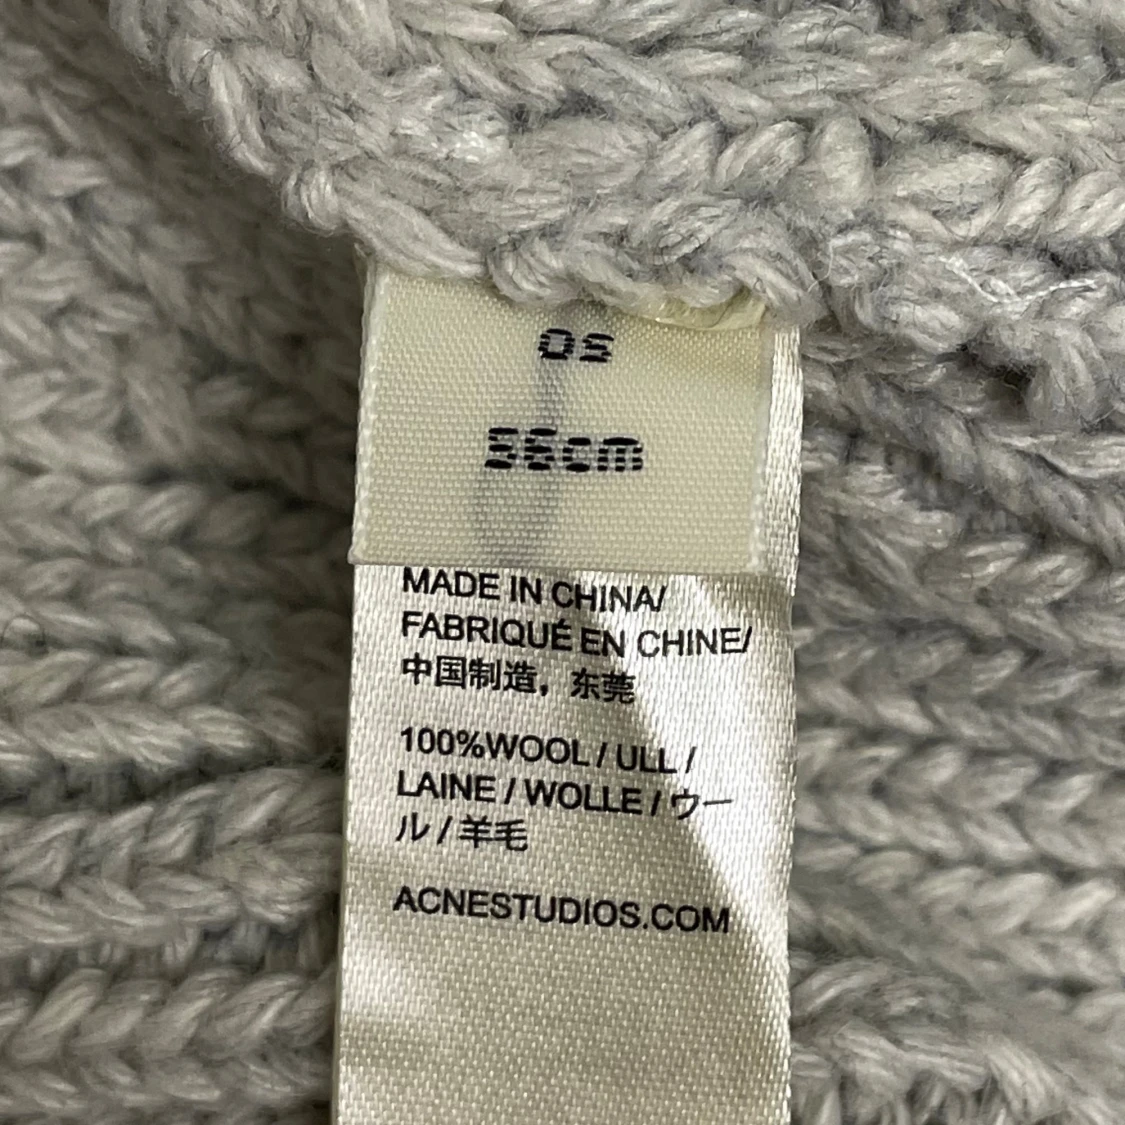 OS
56cm
MADE IN CHINA/
FABRIQUÉ EN CHINE/
中国制造，东莞
100%WOOL / ULL /
LAINE / WOLLE / ウー
ル / 羊毛
ACNESTUDIOS.COM